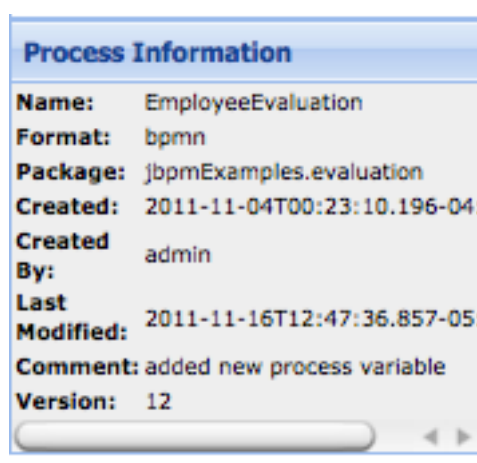 Process Information
Name: EmployeeEvaluation
Format: bpmn
Package: jbpmExamples.evaluation
Created: 2011-11-04T00:23:10.196-04:
Created
By: admin
Last
Modified: 2011-11-16T12:47:36.857-05:
Comment: added new process variable
Version: 12